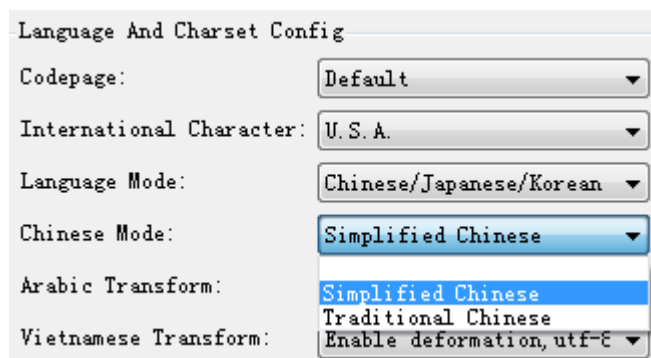 Language And Charset Config
Codepage: Default
International Character: U.S.A.
Language Mode: Chinese/Japanese/Korean
Chinese Mode: Simplified Chinese
Arabic Transform:
Simplified Chinese
Traditional Chinese
Vietnamese Transform: Enable deformation,utf-8